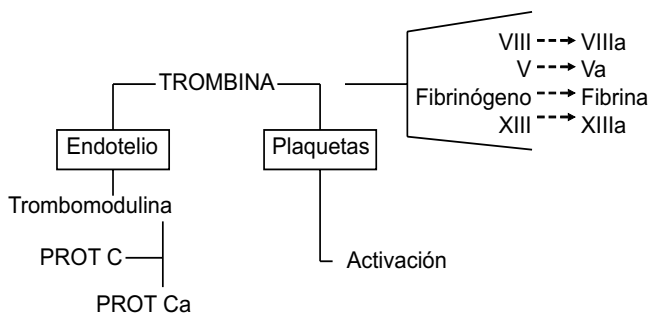 VIII → VIIIa
V → Va
TROMBINA
Fibrinógeno → Fibrina
XIII → XIIIa
Endotelio
Plaquetas
Trombomodulina
PROT C
Activación
PROT Ca